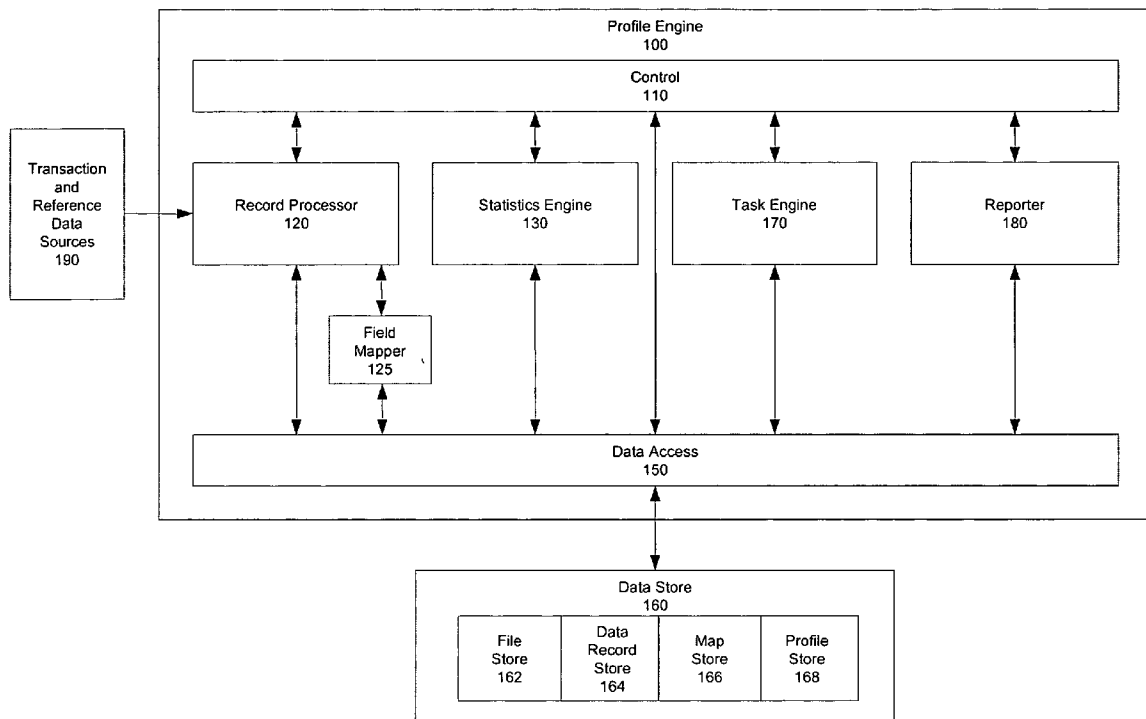 Profile Engine
100
Control
110
Transaction
and
Reference
Data
Sources
190
Record Processor
120
Statistics Engine
130
Task Engine
170
Reporter
180
Field
Mapper
125
Data Access
150
Data Store
160
File
Store
162
Data
Record
Store
164
Map
Store
166
Profile
Store
168